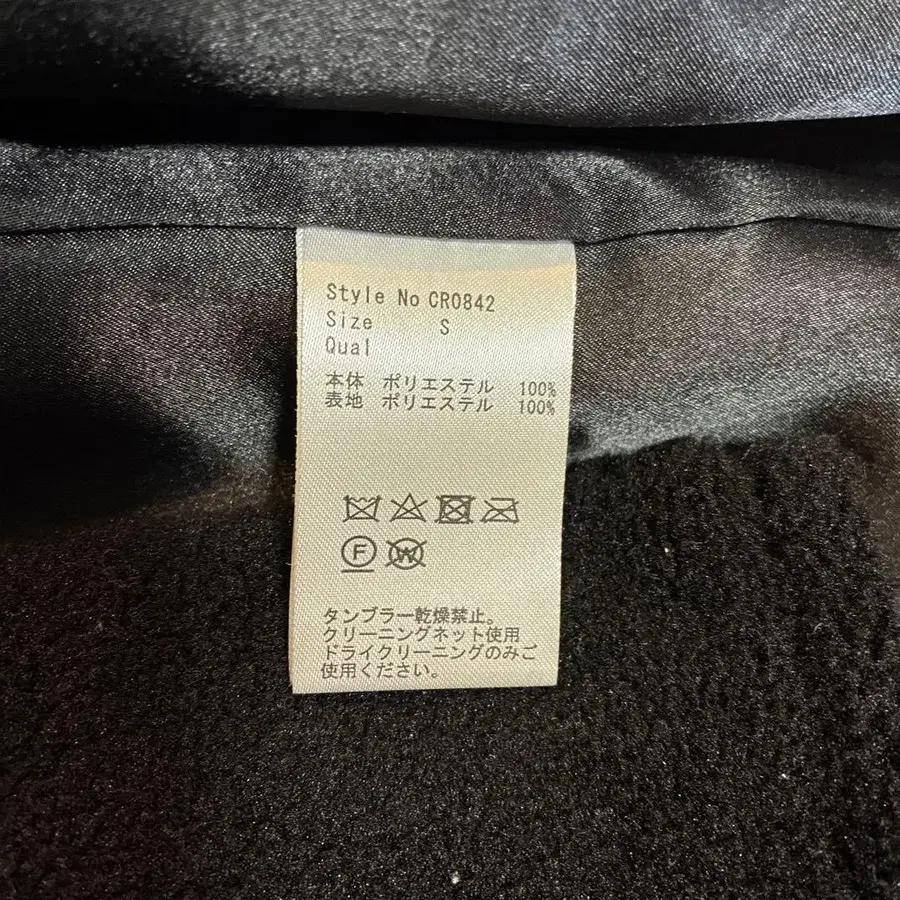 Style No CR0842
Size S
Qual
本体 ポリエステル 100%
表地 ポリエステル 100%
F W
タンブラー乾燥禁止。
クリーニングネット使用
ドライクリーニングのみご
使用ください。